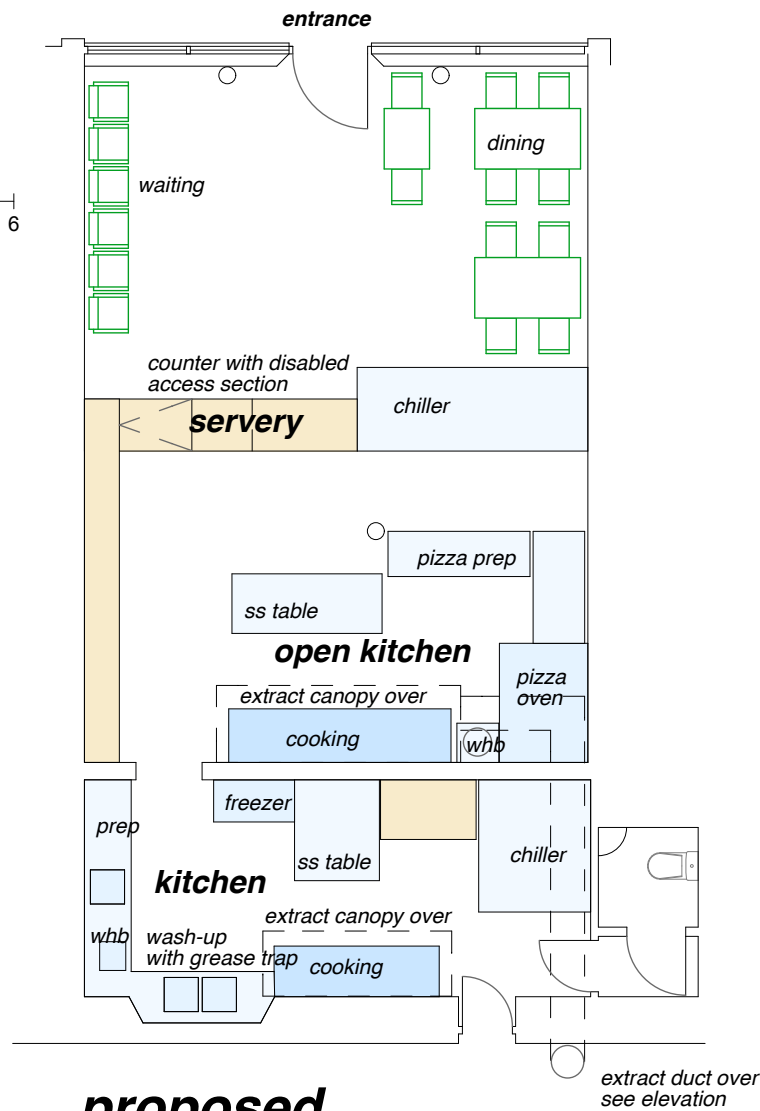 entrance
dining
waiting
6
counter with disabled
access section
servery
chiller
pizza prep
ss table
open kitchen
pizza
oven
extract canopy over
cooking
whb
freezer
prep
ss table
chiller
kitchen
extract canopy over
whb
wash-up
with grease trap
cooking
extract duct over
see elevation
proposed